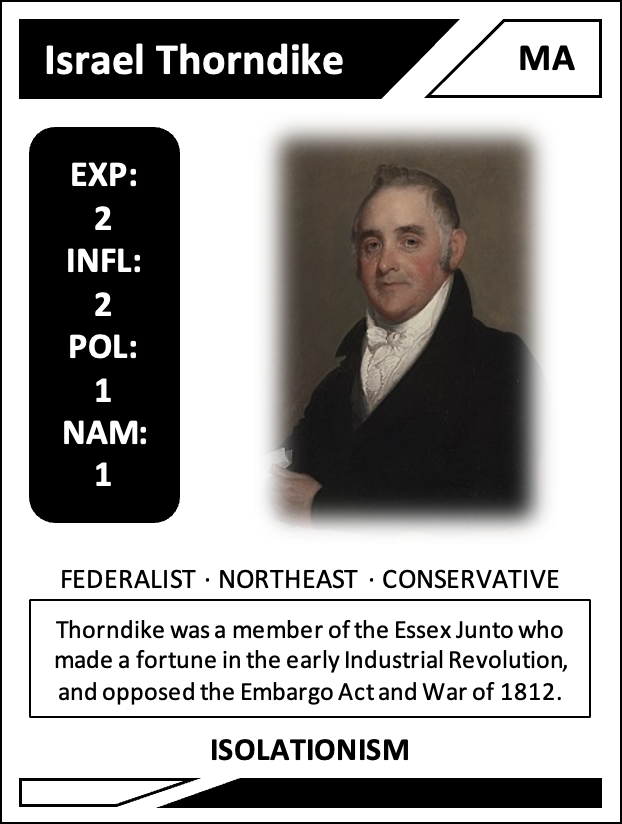 Israel Thorndike
MA
EXP:
2
INFL:
2
POL:
1
NAM:
1
FEDERALIST · NORTHEAST · CONSERVATIVE
Thorndike was a member of the Essex Junto who
made a fortune in the early Industrial Revolution,
and opposed the Embargo Act and War of 1812.
ISOLATIONISM